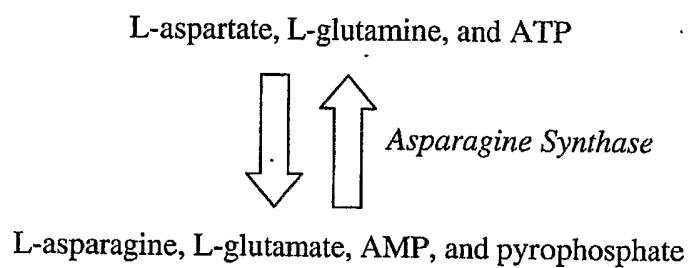 L-aspartate, L-glutamine, and ATP
Asparagine Synthase
L-asparagine, L-glutamate, AMP, and pyrophosphate